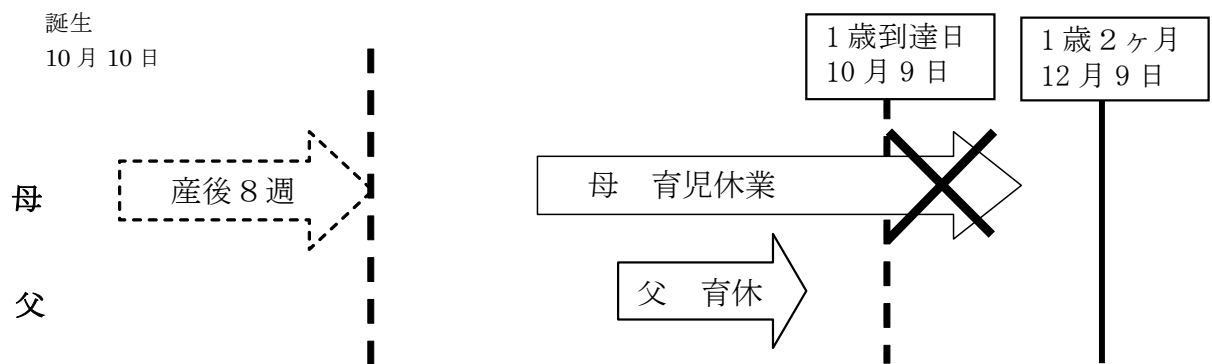 誕生
10月10日
1歳到達日
10月9日
1歳2ヶ月
12月9日
母
産後8週
母 育児休業
父
父 育休